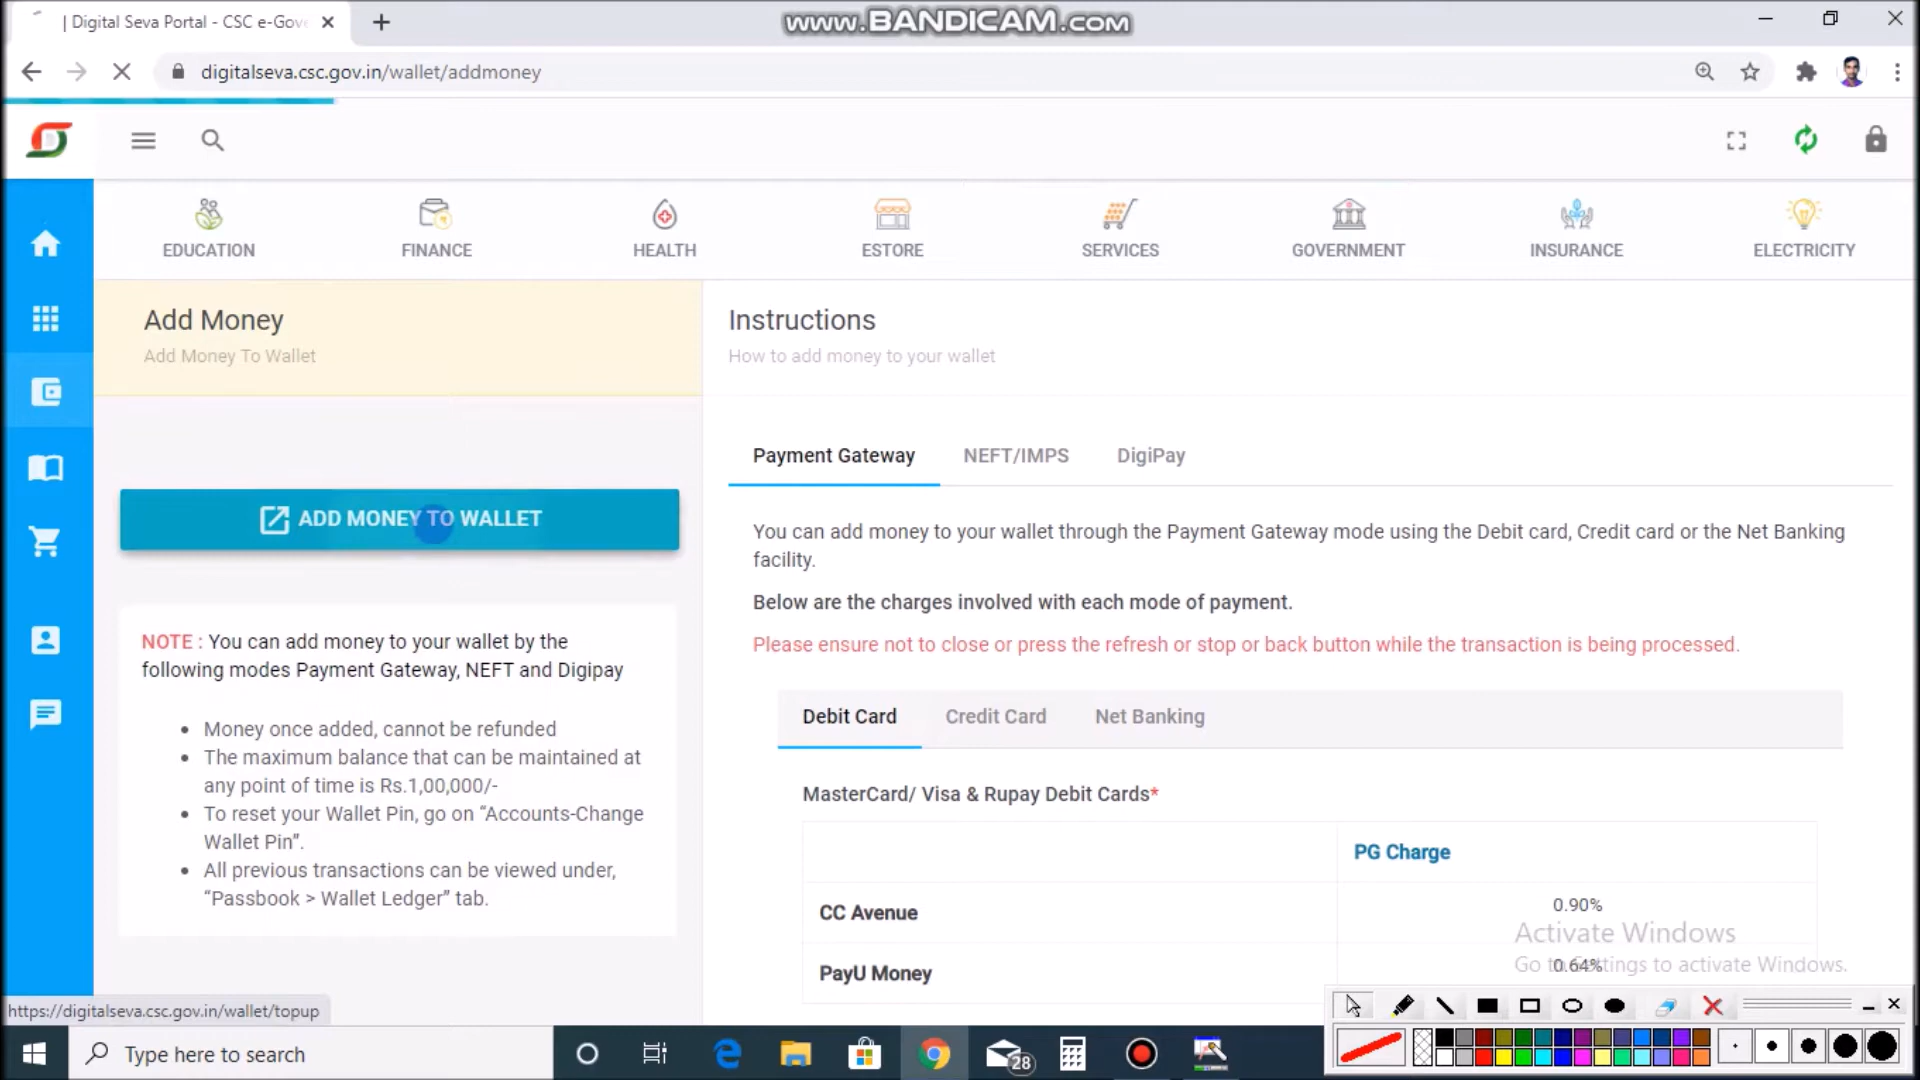 | Digital Seva Portal - CSC e-Gov
www.BANDICAM.com
digitalseva.csc.gov.in/wallet/addmoney
EDUCATION
FINANCE
HEALTH
ESTORE
SERVICES
GOVERNMENT
INSURANCE
ELECTRICITY
Add Money
Add Money To Wallet
ADD MONEY TO WALLET
NOTE : You can add money to your wallet by the
following modes Payment Gateway, NEFT and Digipay
Money once added, cannot be refunded
The maximum balance that can be maintained at
any point of time is Rs.1,00,000/-
To reset your Wallet Pin, go on “Accounts-Change
Wallet Pin”.
All previous transactions can be viewed under,
“Passbook > Wallet Ledger” tab.
Instructions
How to add money to your wallet
Payment Gateway
NEFT/IMPS
DigiPay
You can add money to your wallet through the Payment Gateway mode using the Debit card, Credit card or the Net Banking
facility.
Below are the charges involved with each mode of payment.
Please ensure not to close or press the refresh or stop or back button while the transaction is being processed.
Debit Card
Credit Card
Net Banking
MasterCard/ Visa & Rupay Debit Cards*
PG Charge
CC Avenue
0.90%
PayU Money
0.64%
Activate Windows
Go to Settings to activate Windows.
https://digitalseva.csc.gov.in/wallet/topup
Type here to search
28